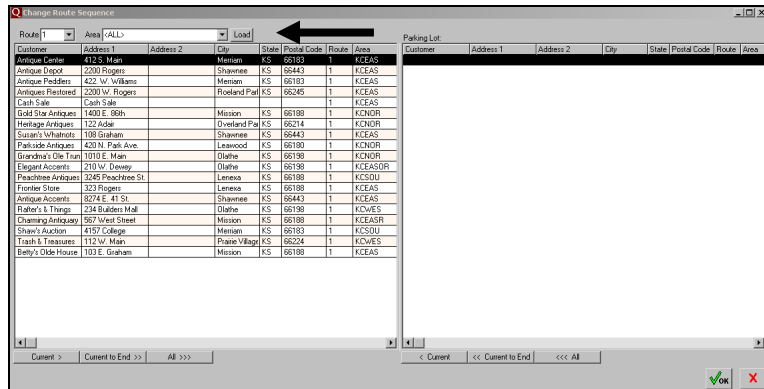 Change Route Sequence
Route 1 Area <ALL> Load
Parking Lot:
Customer Address 1 Address 2 City State Postal Code Route Area
Customer Address 1 Address 2 City State Postal Code Route Area
Antique Center 412 S. Main Merriam KS 66183 1 KCEAS
Antique Depot 2200 Rogers Shawnee KS 66443 1 KCEAS
Antique Peddlers 422. W. Williams Merriam KS 66183 1 KCEAS
Antiques Restored 2200 W. Rogers Roeland Parl KS 66245 1 KCEAS
Cash Sale Cash Sale 1 KCEAS
Gold Star Antiques 1400 E. 86th Mission KS 66188 1 KCNOR
Heritage Antiques 122 Adair Overland Pai KS 66214 1 KCNOR
Susan's Whatnots 108 Graham Shawnee KS 66443 1 KCEAS
Parkside Antiques 420 N. Park Ave. Leawood KS 66180 1 KCNOR
Grandma's Ole Trun 1010 E. Main Olathe KS 66198 1 KCNOR
Elegant Accents 210 W. Dewey Olathe KS 66198 1 KCEASOR
Peachtree Antiques 3245 Peachtree St. Lenexa KS 66188 1 KCSOU
Frontier Store 323 Rogers Lenexa KS 66188 1 KCEAS
Antique Accents 8274 E. 41 St. Shawnee KS 66443 1 KCEAS
Rafter's & Things 234 Builders Mall Olathe KS 66198 1 KCWES
Charming Antiquary 567 West Street Mission KS 66188 1 KCEASR
Shaw's Auction 4157 College Merriam KS 66183 1 KCSOU
Trash & Treasures 112 W. Main Prairie Village KS 66224 1 KCWES
Betty's Olde House 103 E. Graham Mission KS 66188 1 KCEAS
Current > Current to End >> All >>>
< Current << Current to End <<< All
OK